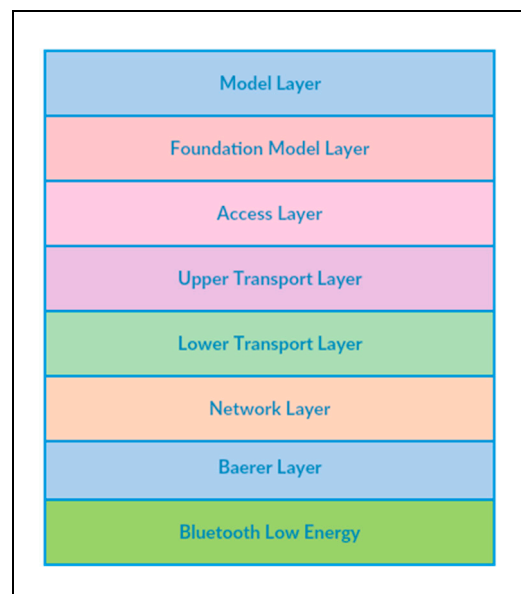 Model Layer
Foundation Model Layer
Access Layer
Upper Transport Layer
Lower Transport Layer
Network Layer
Baerer Layer
Bluetooth Low Energy